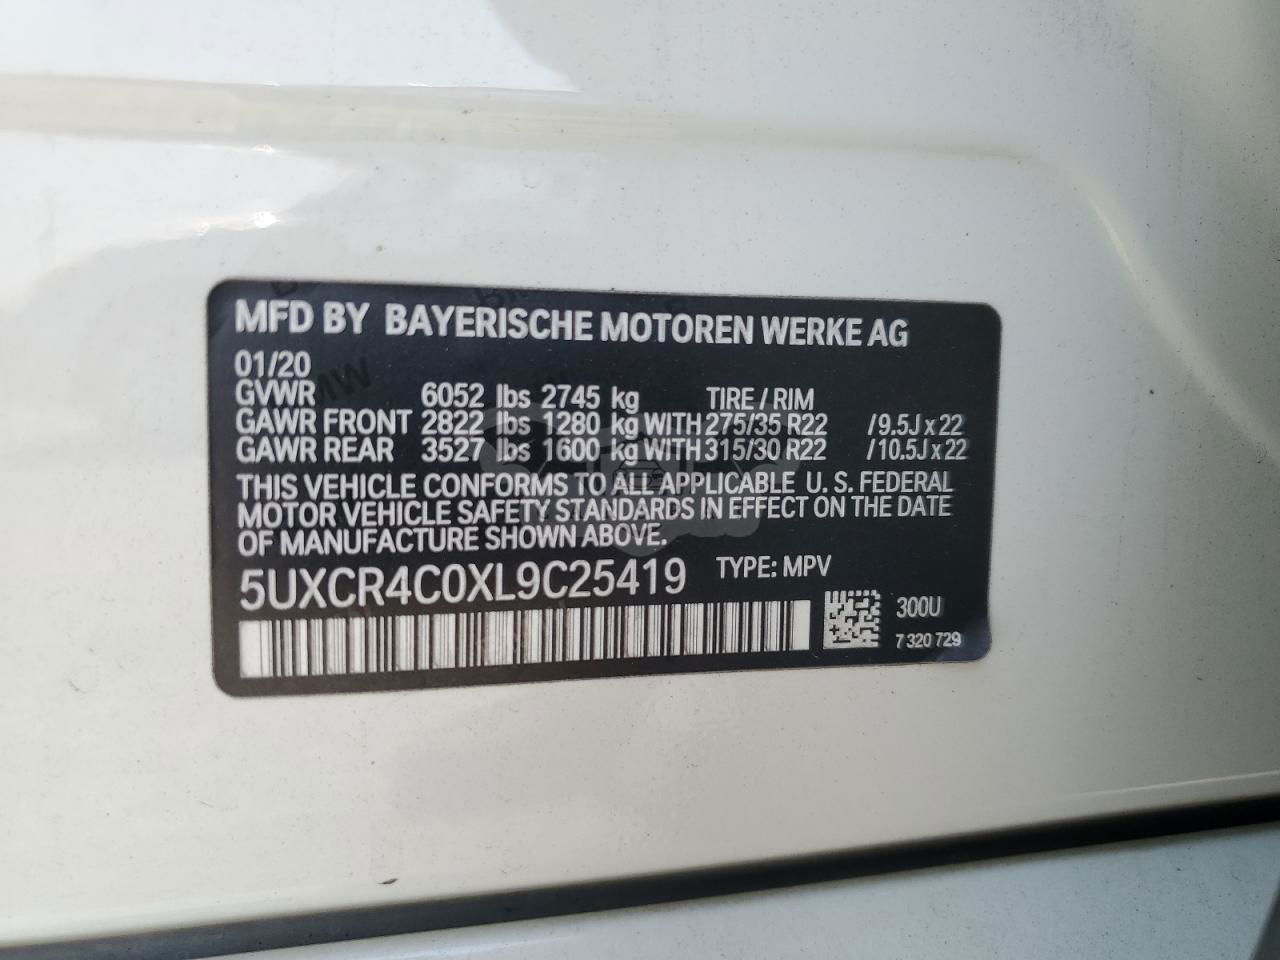 MFD BY BAYERISCHE MOTOREN WERKE AG
01/20
GVWR 6052 lbs 2745 kg TIRE / RIM
GAWR FRONT 2822 lbs 1280 kg WITH 275/35 R22 /9.5J x 22
GAWR REAR 3527 lbs 1600 kg WITH 315/30 R22 /10.5J x 22
THIS VEHICLE CONFORMS TO ALL APPLICABLE U. S. FEDERAL
MOTOR VEHICLE SAFETY STANDARDS IN EFFECT ON THE DATE
OF MANUFACTURE SHOWN ABOVE.
5UXCR4C0XL9C25419 TYPE: MPV
300U
7 320 729